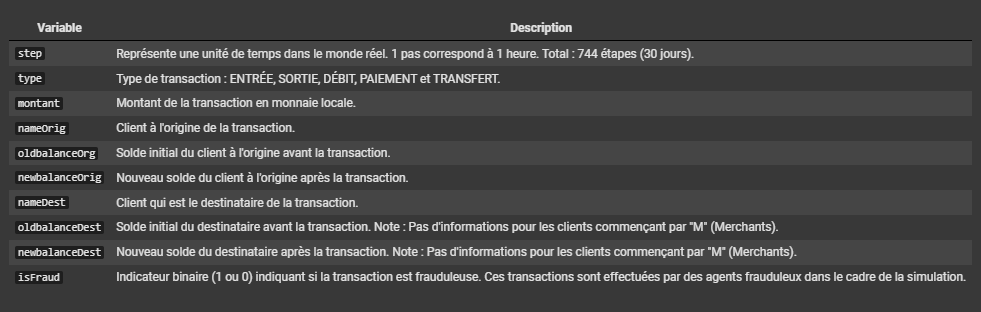 Variable Description
step Représente une unité de temps dans le monde réel. 1 pas correspond à 1 heure. Total : 744 étapes (30 jours).
type Type de transaction : ENTRÉE, SORTIE, DÉBIT, PAIEMENT et TRANSFERT.
montant Montant de la transaction en monnaie locale.
nameOrig Client à l'origine de la transaction.
oldbalanceOrg Solde initial du client à l'origine avant la transaction.
newbalanceOrig Nouveau solde du client à l'origine après la transaction.
nameDest Client qui est le destinataire de la transaction.
oldbalanceDest Solde initial du destinataire avant la transaction. Note : Pas d'informations pour les clients commençant par "M" (Merchants).
newbalanceDest Nouveau solde du destinataire après la transaction. Note : Pas d'informations pour les clients commençant par "M" (Merchants).
isFraud Indicateur binaire (1 ou 0) indiquant si la transaction est frauduleuse. Ces transactions sont effectuées par des agents frauduleux dans le cadre de la simulation.